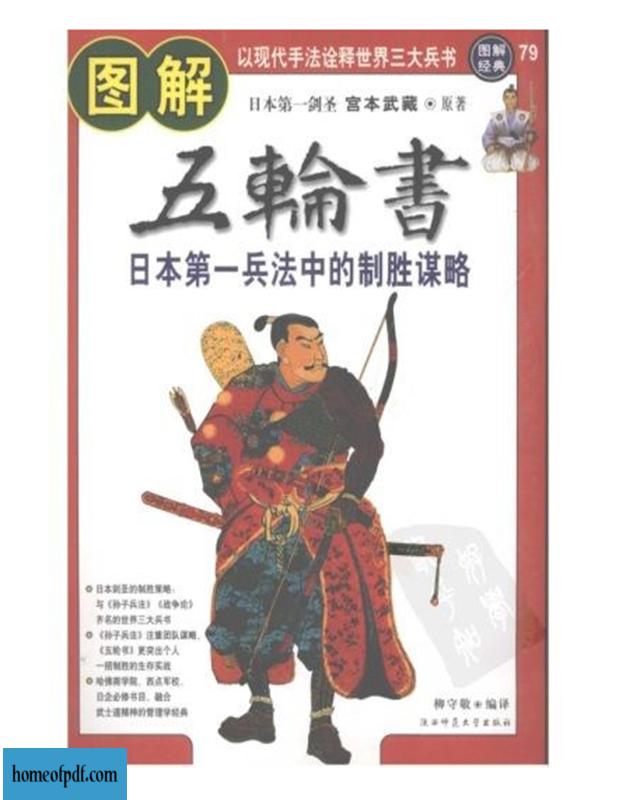 图解
以现代手法诠释世界三大兵书
图解
经典
79
日本第一剑圣 宫本武藏 原著
五輪書
日本第一兵法中的制胜谋略
日本剑圣的制胜策略:
与《孙子兵法》《战争论》
齐名的世界三大兵书
《孙子兵法》注重团队谋略、
《五轮书》更突出个人
一招制胜的生存实战
哈佛商学院、西点军校、
日企必修书目、融合
武士道精神的管理学经典
柳守敬 编译
陕西师范大学出版社
homeofpdf.com